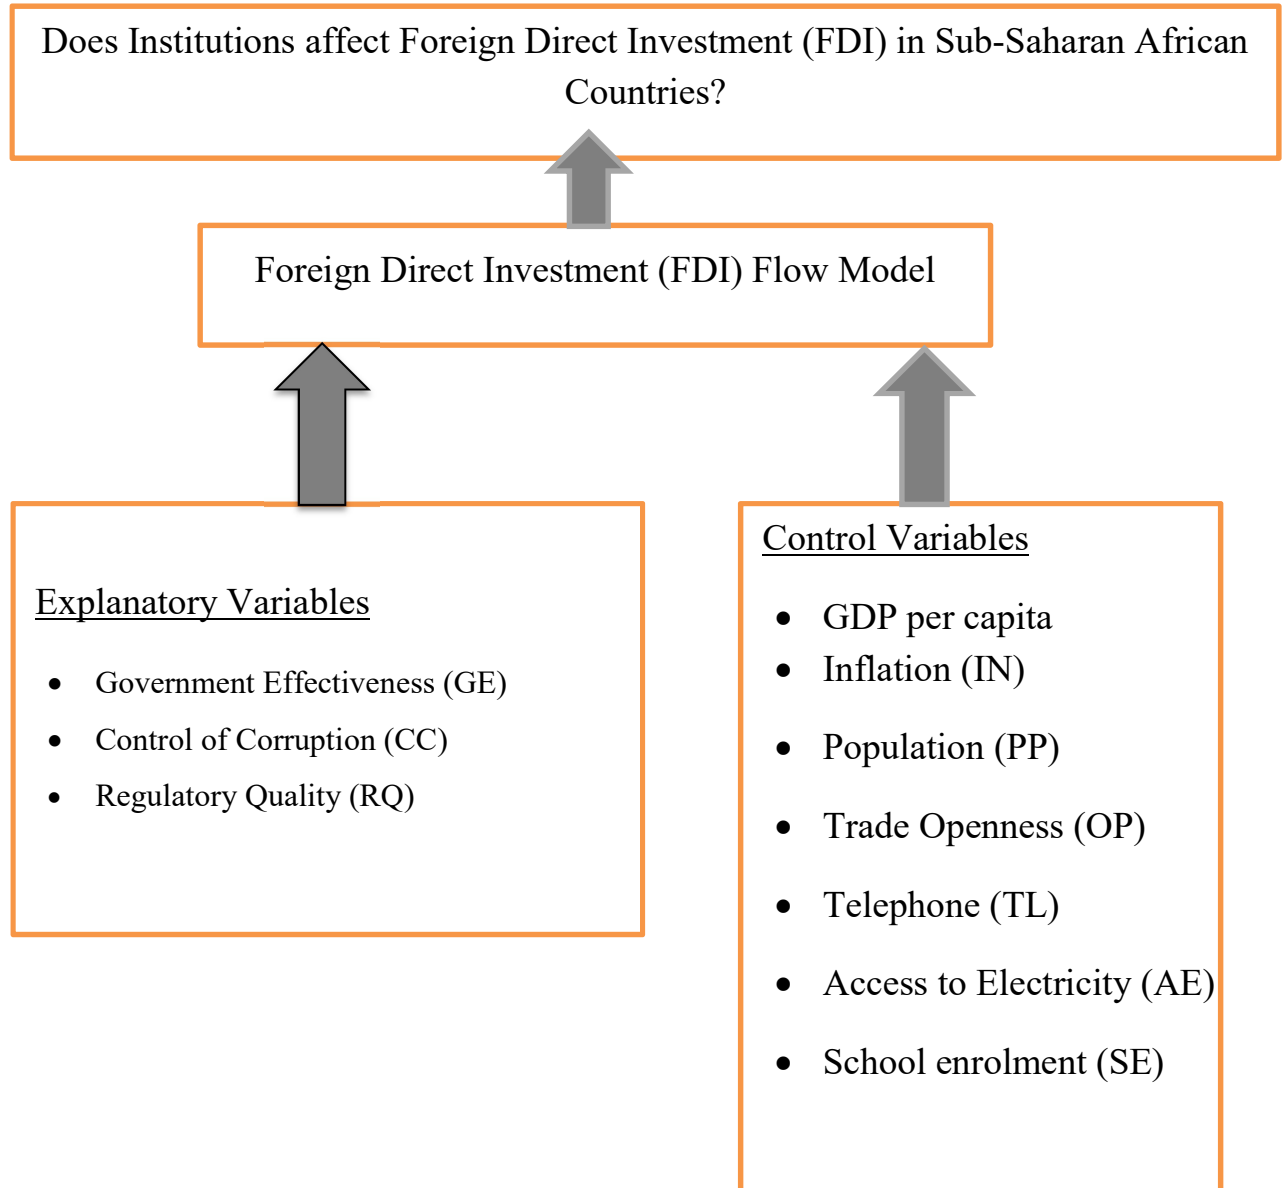 Does Institutions affect Foreign Direct Investment (FDI) in Sub-Saharan African
Countries?
Foreign Direct Investment (FDI) Flow Model
Explanatory Variables
• Government Effectiveness (GE)
• Control of Corruption (CC)
• Regulatory Quality (RQ)
Control Variables
• GDP per capita
• Inflation (IN)
• Population (PP)
• Trade Openness (OP)
• Telephone (TL)
• Access to Electricity (AE)
• School enrolment (SE)